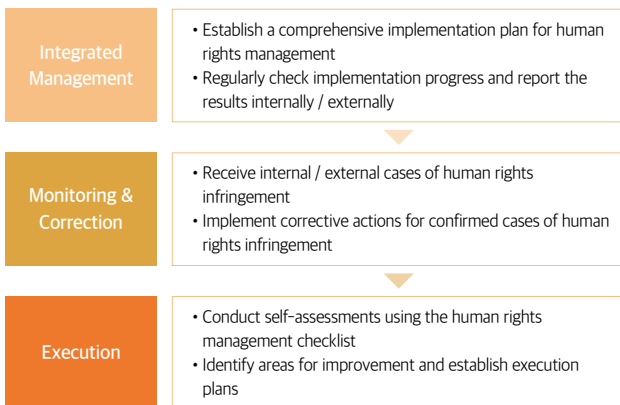 Integrated
Management
• Establish a comprehensive implementation plan for human
rights management
• Regularly check implementation progress and report the
results internally / externally
Monitoring &
Correction
• Receive internal / external cases of human rights
infringement
• Implement corrective actions for confirmed cases of human
rights infringement
Execution
• Conduct self-assessments using the human rights
management checklist
• Identify areas for improvement and establish execution
plans